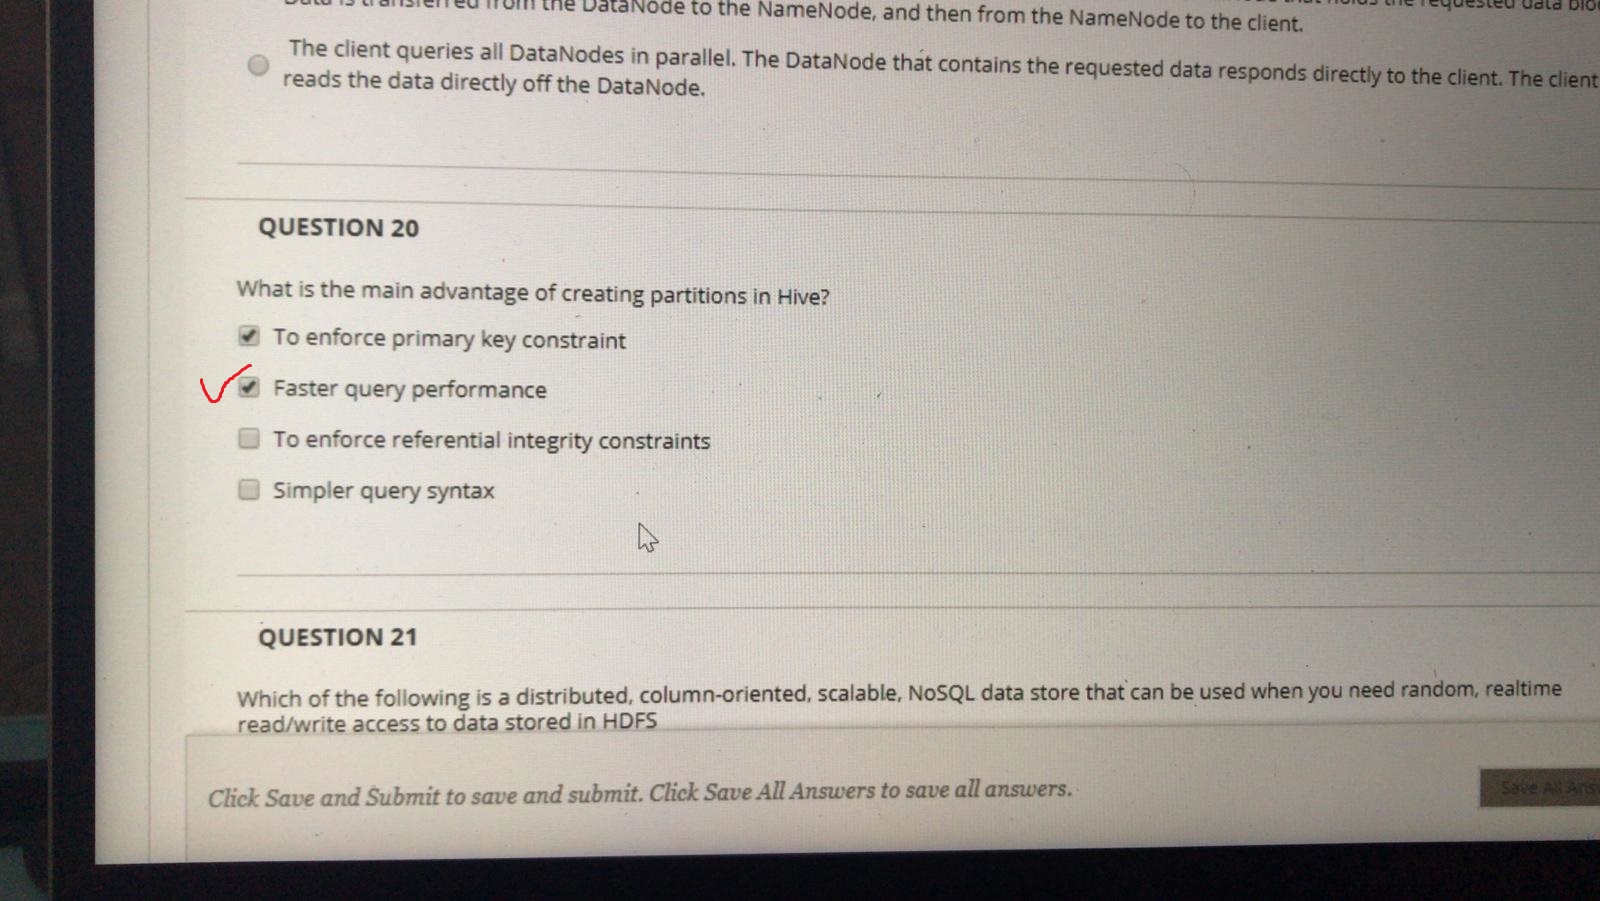 Data is transferred from the DataNode to the NameNode, and then from the NameNode to the client.
The client queries all DataNodes in parallel. The DataNode that contains the requested data responds directly to the client. The client
reads the data directly off the DataNode.
QUESTION 20
What is the main advantage of creating partitions in Hive?
To enforce primary key constraint
Faster query performance
To enforce referential integrity constraints
Simpler query syntax
QUESTION 21
Which of the following is a distributed, column-oriented, scalable, NoSQL data store that can be used when you need random, realtime
read/write access to data stored in HDFS
Click Save and Submit to save and submit. Click Save All Answers to save all answers.
Save All Ans